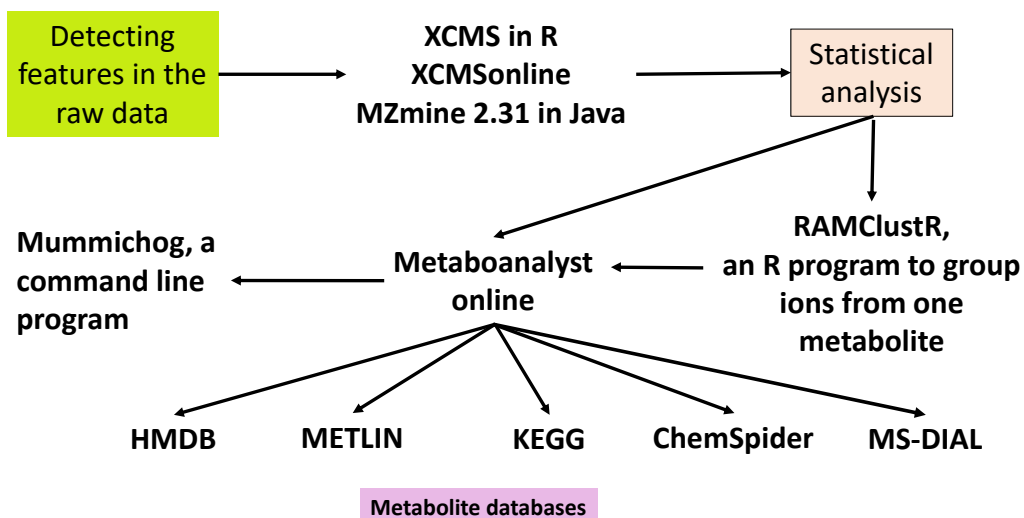 Detecting
features in the
raw data
XCMS in R
XCMSonline
MZmine 2.31 in Java
Statistical
analysis
Mummichog, a
command line
program
Metaboanalyst
online
RAMClustR,
an R program to group
ions from one
metabolite
HMDB
METLIN
KEGG
ChemSpider
MS-DIAL
Metabolite databases